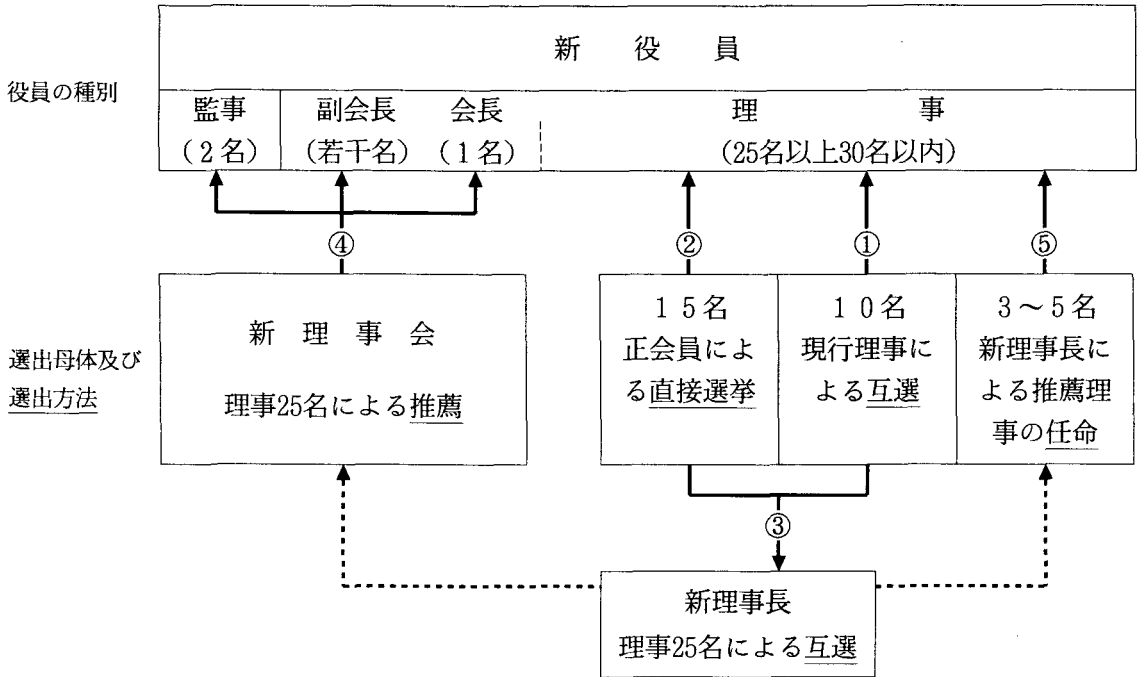 新 役 員
役員の種別
監事 副会長 会長 理 事
(2名) (若千名) (1名) (25名以上30名以内)
④ ② ① ⑤
新 理 事 会
理事25名による推薦
選出母体及び
選出方法
15名
正会員によ
る直接選挙
10名
現行理事に
よる互選
3~5名
新理事長に
よる推薦理
事の任命
③
新理事長
理事25名による互選